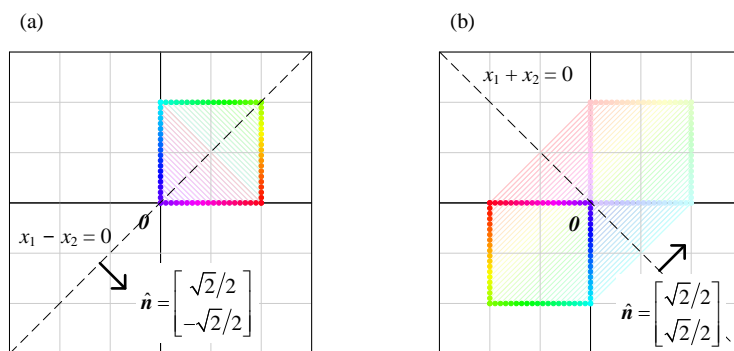 (a)
(b)
x₁ + x₂ = 0
0
0
x₁ − x₂ = 0
n̂ = [√2/2
−√2/2]
n̂ = [√2/2
√2/2]